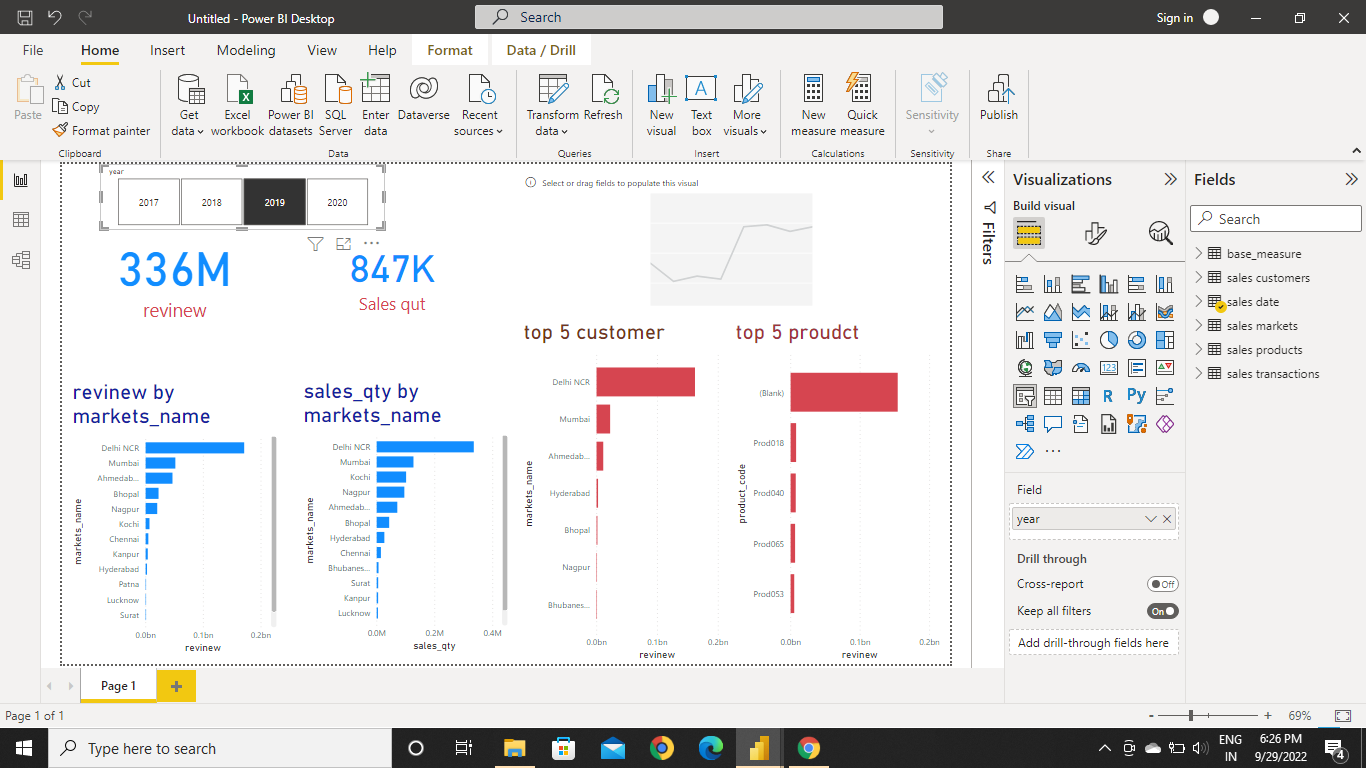 Untitled - Power BI Desktop
Search
Sign in
File
Home
Insert
Modeling
View
Help
Format
Data / Drill
Paste
Cut
Copy
Format painter
Clipboard
Get
data
Excel
workbook
Power BI
datasets
SQL
Server
Enter
data
Dataverse
Recent
sources
Data
Transform
data
Refresh
Queries
New
visual
Text
box
More
visuals
Insert
New
measure
Quick
measure
Calculations
Sensitivity
Sensitivity
Publish
Share
year
2017
2018
2019
2020
336M
revinew
847K
Sales qut
Select or drag fields to populate this visual
revinew by
markets_name
markets_name
Delhi NCR
Mumbai
Ahmedab...
Bhopal
Nagpur
Kochi
Chennai
Kanpur
Hyderabad
Patna
Lucknow
Surat
0.0bn
0.1bn
0.2bn
revinew
sales_qty by
markets_name
markets_name
Delhi NCR
Mumbai
Kochi
Nagpur
Ahmedab...
Bhopal
Hyderabad
Chennai
Bhubanes...
Surat
Kanpur
Lucknow
0.0M
0.2M
0.4M
sales_qty
top 5 customer
markets_name
Delhi NCR
Mumbai
Ahmedab...
Hyderabad
Bhopal
Nagpur
Bhubanes...
0.0bn
0.1bn
0.2bn
revinew
top 5 proudct
product_code
(Blank)
Prod018
Prod040
Prod065
Prod053
0.0bn
0.1bn
0.2bn
revinew
Filters
Visualizations
Build visual
123
R
Py
Field
year
Drill through
Cross-report
Off
Keep all filters
On
Add drill-through fields here
Fields
Search
base_measure
sales customers
sales date
sales markets
sales products
sales transactions
Page 1
Page 1 of 1
69%
Type here to search
ENG
IN
6:26 PM
9/29/2022
4